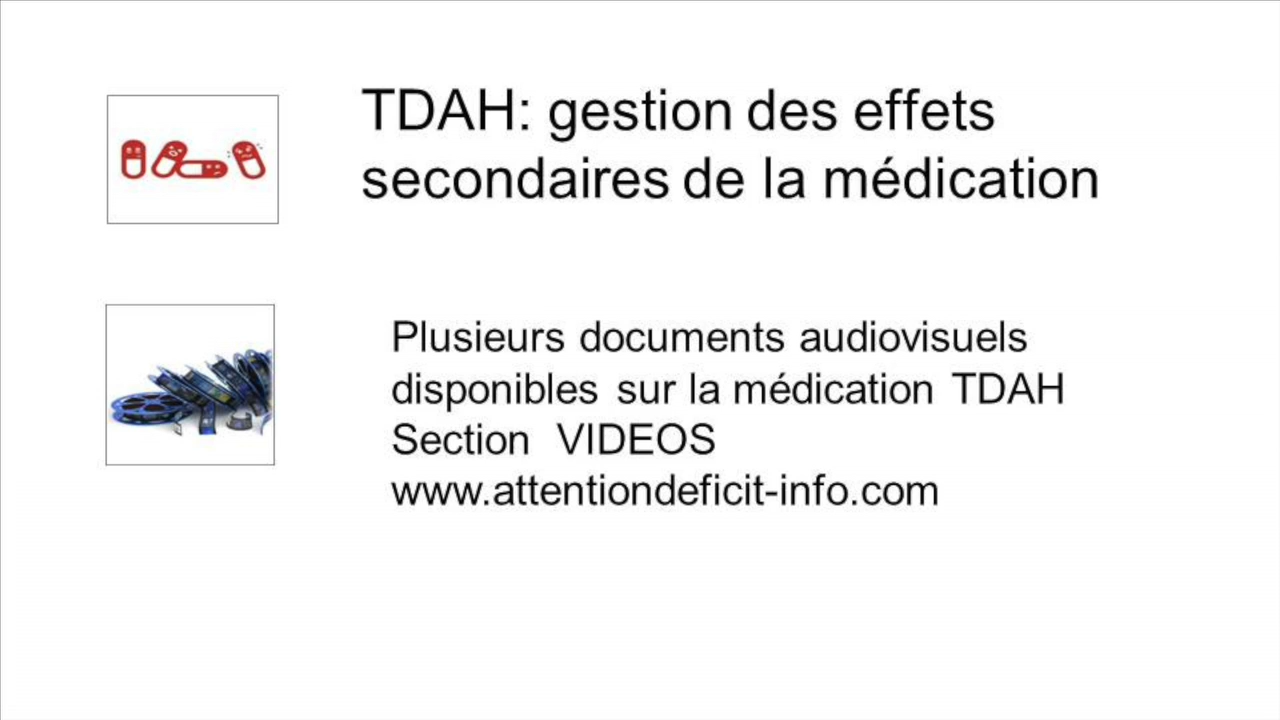 TDAH: gestion des effets
secondaires de la médication
Plusieurs documents audiovisuels
disponibles sur la médication TDAH
Section VIDEOS
www.attentiondeficit-info.com